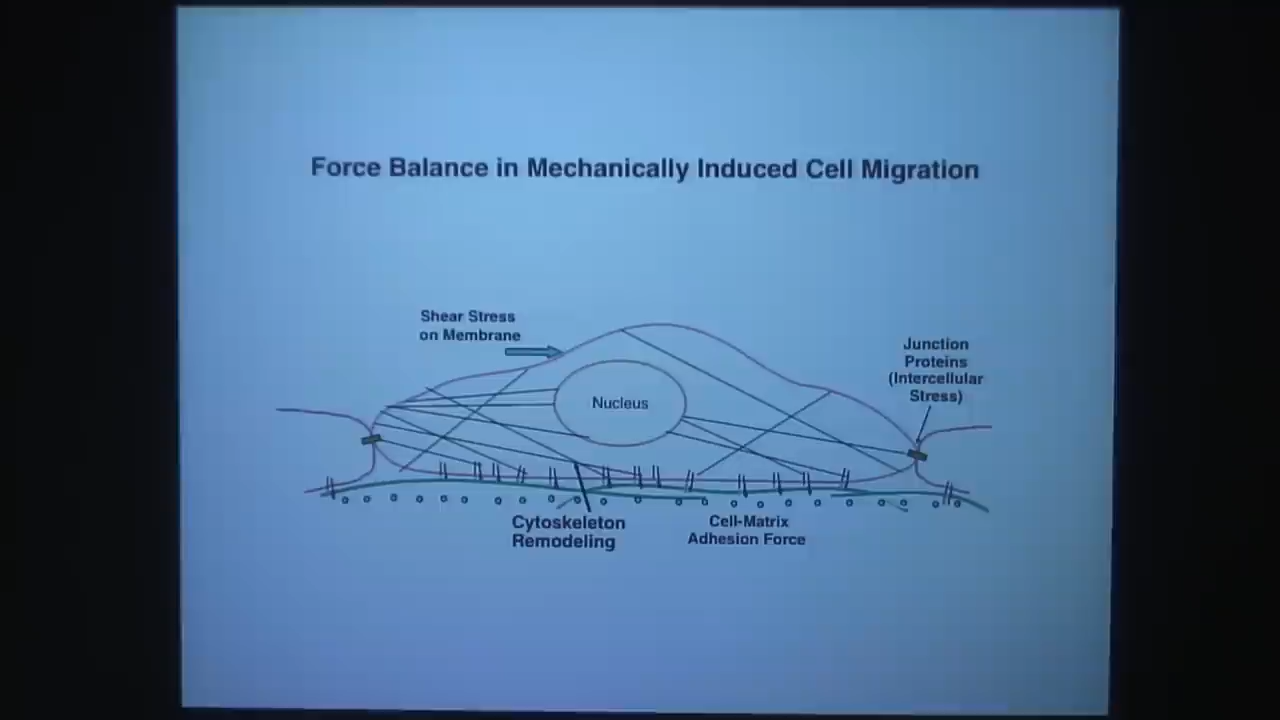 Force Balance in Mechanically Induced Cell Migration
Shear Stress
on Membrane
Junction
Proteins
(Intercellular
Stress)
Nucleus
Cytoskeleton
Remodeling
Cell-Matrix
Adhesion Force